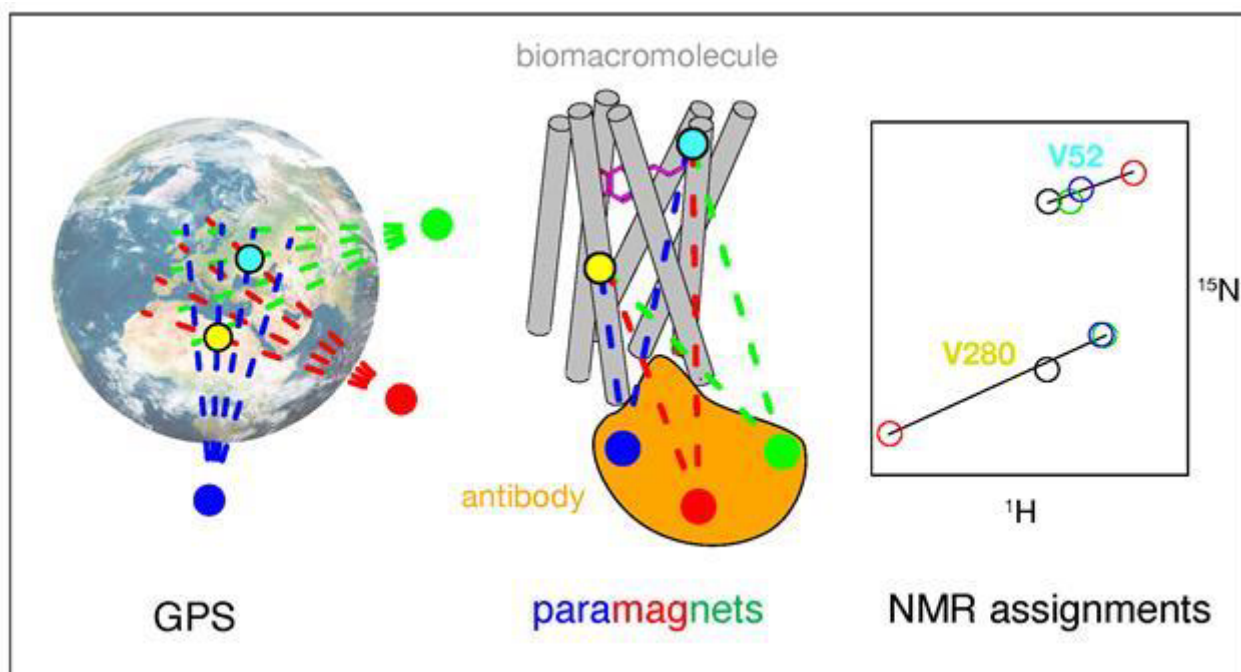 biomacromolecule
V52
¹⁵N
V280
antibody
¹H
GPS
paramagnets
NMR assignments